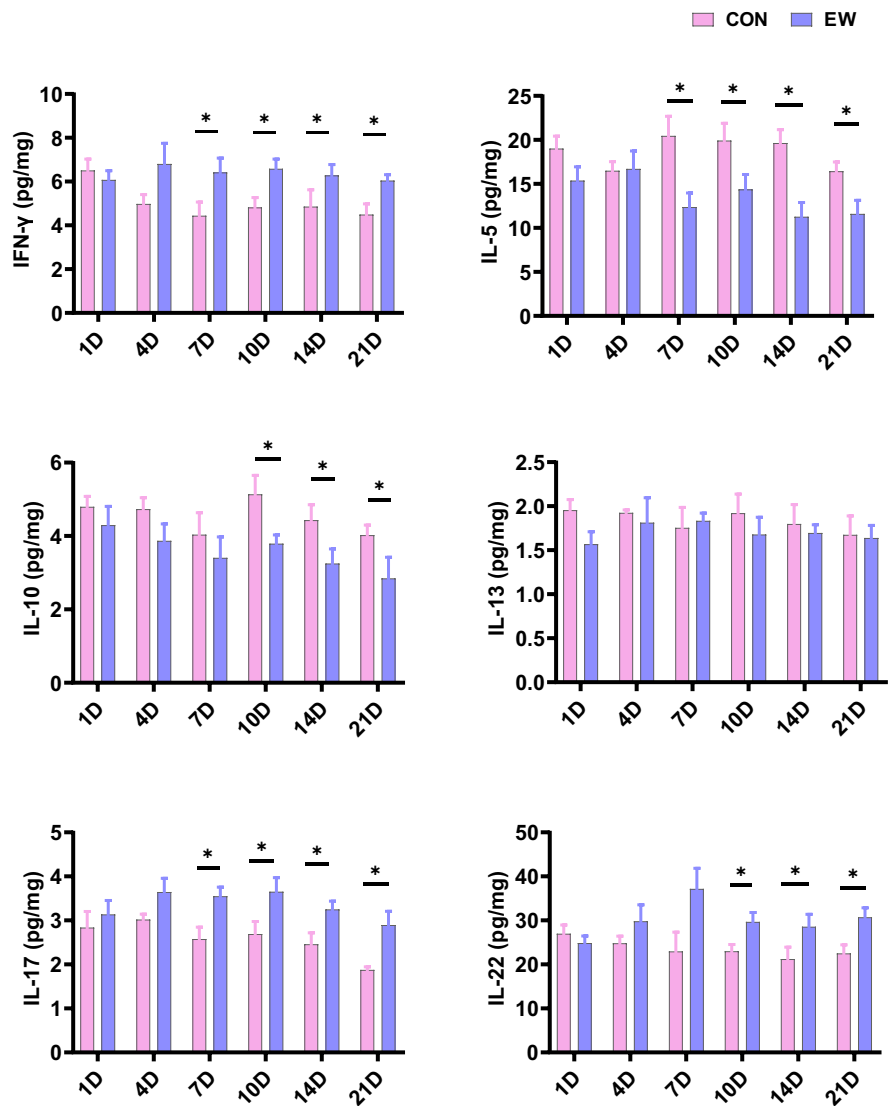 CON EW
IFN-γ (pg/mg)
10
8
6
4
2
0
* * * *
1D 4D 7D 10D 14D 21D
IL-5 (pg/mg)
25
20
15
10
5
0
* * * *
1D 4D 7D 10D 14D 21D
IL-10 (pg/mg)
6
4
2
0
* * *
1D 4D 7D 10D 14D 21D
IL-13 (pg/mg)
2.5
2.0
1.5
1.0
0.5
0.0
1D 4D 7D 10D 14D 21D
IL-17 (pg/mg)
5
4
3
2
1
0
* * * *
1D 4D 7D 10D 14D 21D
IL-22 (pg/mg)
50
40
30
20
10
0
* * *
1D 4D 7D 10D 14D 21D